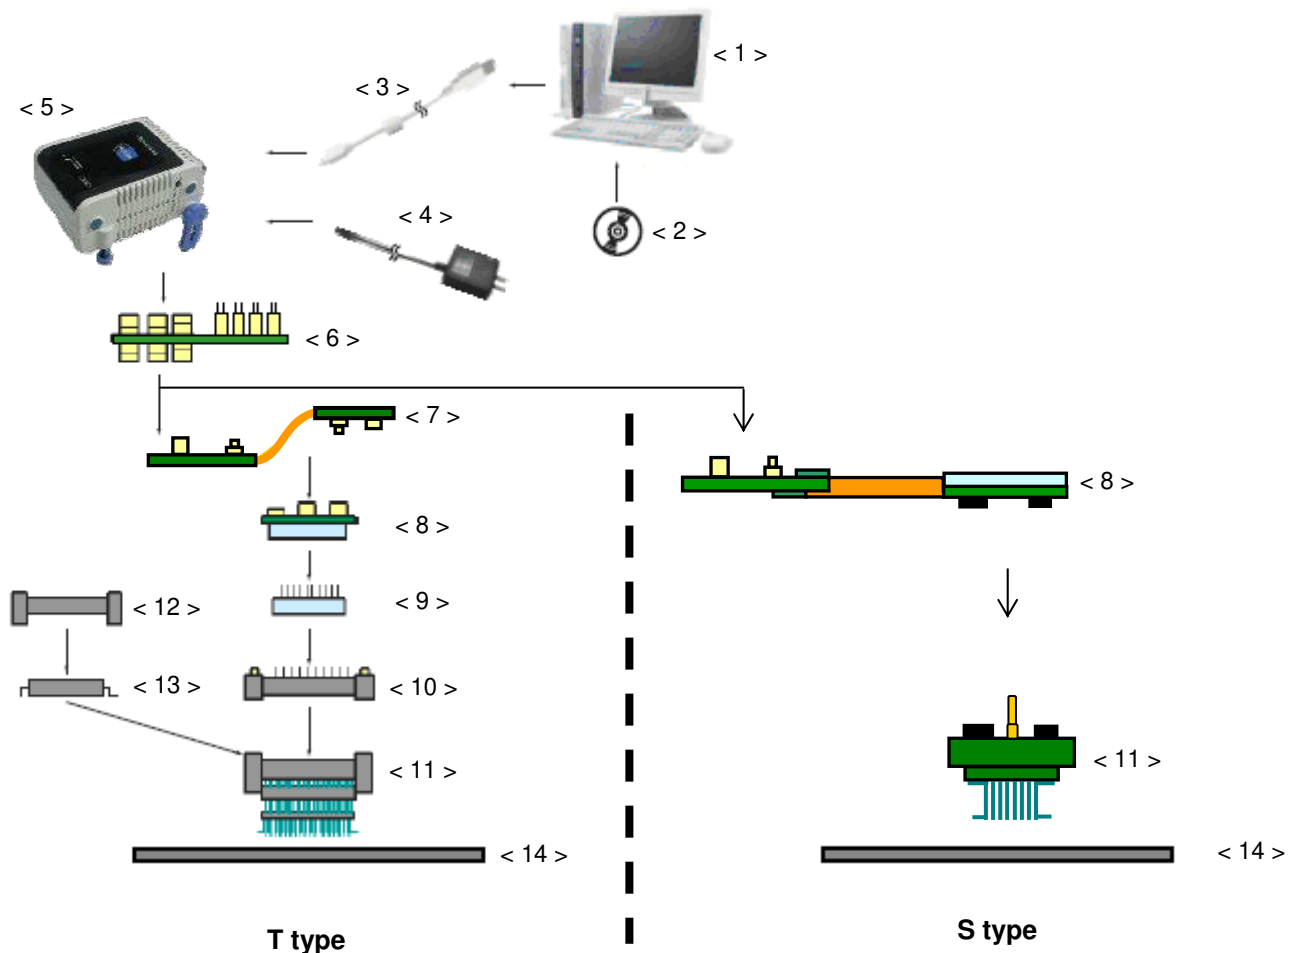 < 1 >
< 3 >
< 5 >
< 4 >
< 2 >
< 6 >
< 7 >
< 8 >
< 8 >
< 9 >
< 12 >
< 13 >
< 10 >
< 11 >
< 11 >
< 14 >
< 14 >
T type
S type